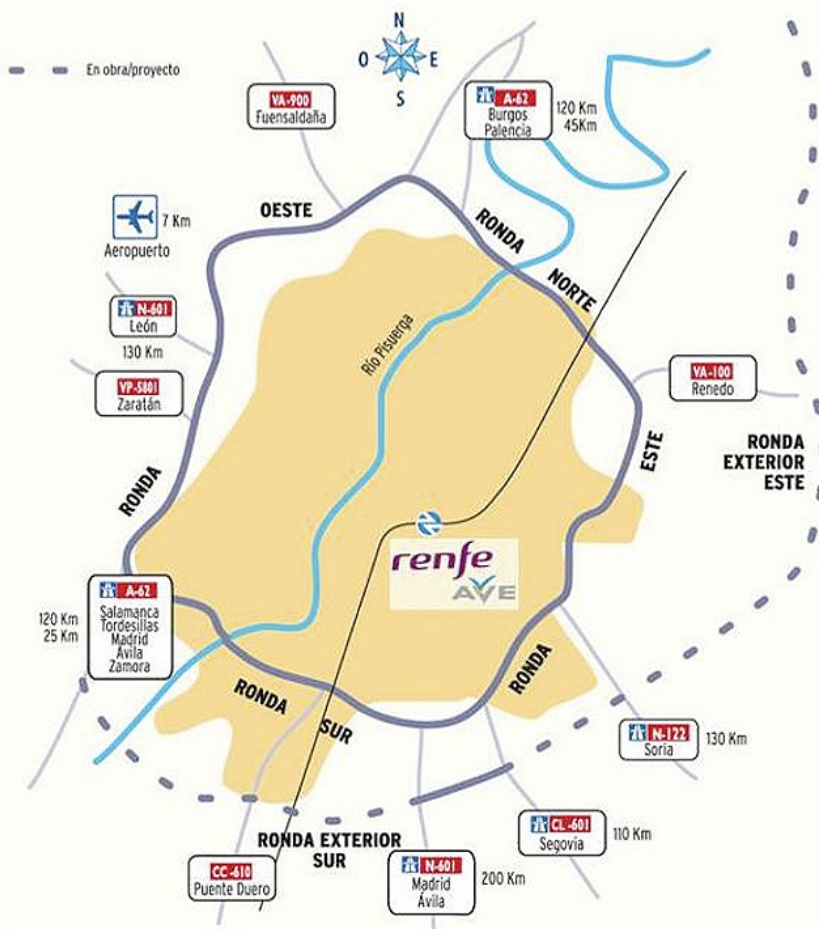 N
O
E
S
En obra/proyecto
VA-900
Fuensaldaña
A-62
Burgos
Palencia
120 Km
45Km
OESTE
RONDA
NORTE
7 Km
Aeropuerto
N-601
León
130 Km
VP-5801
Zaratán
Río Pisuerga
VA-100
Renedo
ESTE
RONDA
EXTERIOR
ESTE
RONDA
renfe
AVE
A-62
Salamanca
Tordesillas
Madrid
Ávila
Zamora
120 Km
25 Km
RONDA
RONDA
SUR
N-122
Soria
130 Km
RONDA EXTERIOR
SUR
CL-601
Segovia
110 Km
CC-610
Puente Duero
N-601
Madrid
Ávila
200 Km